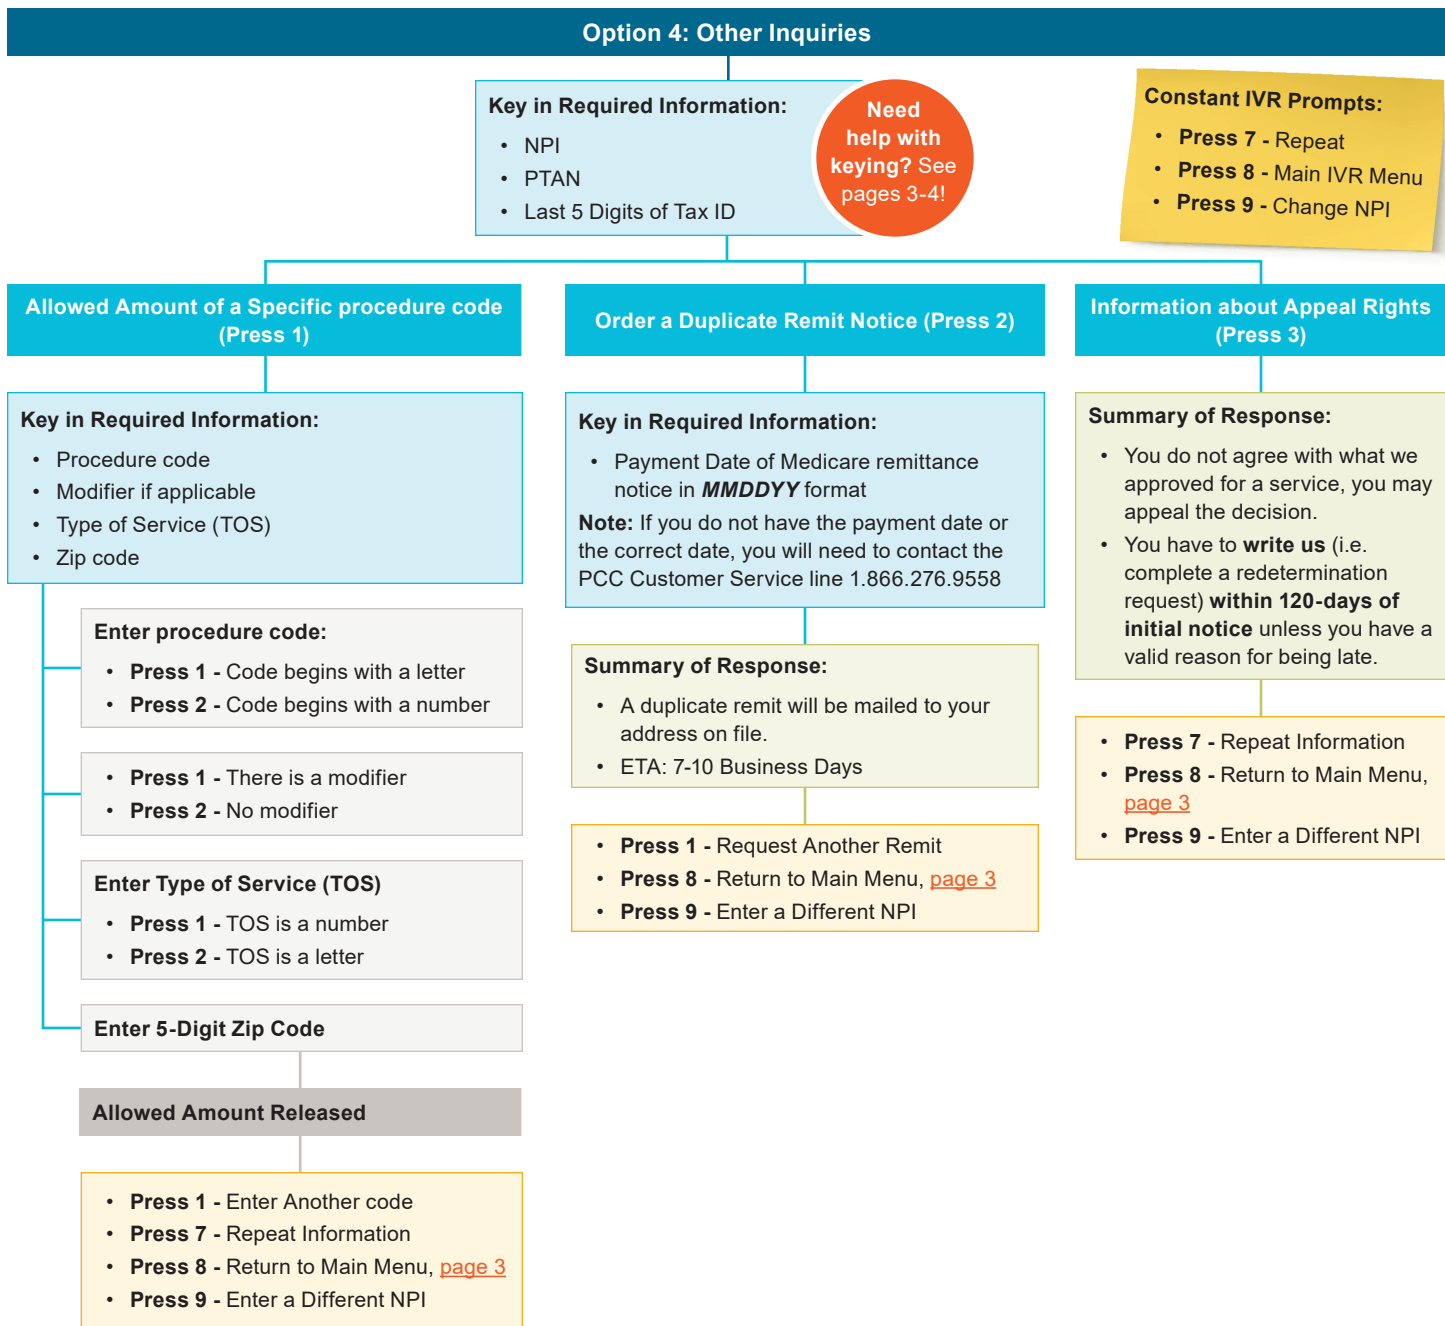 Option 4: Other Inquiries
Key in Required Information:
• NPI
• PTAN
• Last 5 Digits of Tax ID
Need
help with
keying? See
pages 3-4!
Constant IVR Prompts:
• Press 7 - Repeat
• Press 8 - Main IVR Menu
• Press 9 - Change NPI
Allowed Amount of a Specific procedure code
(Press 1)
Key in Required Information:
• Procedure code
• Modifier if applicable
• Type of Service (TOS)
• Zip code
Enter procedure code:
• Press 1 - Code begins with a letter
• Press 2 - Code begins with a number
• Press 1 - There is a modifier
• Press 2 - No modifier
Enter Type of Service (TOS)
• Press 1 - TOS is a number
• Press 2 - TOS is a letter
Enter 5-Digit Zip Code
Allowed Amount Released
• Press 1 - Enter Another code
• Press 7 - Repeat Information
• Press 8 - Return to Main Menu, page 3
• Press 9 - Enter a Different NPI
Order a Duplicate Remit Notice (Press 2)
Key in Required Information:
• Payment Date of Medicare remittance
notice in MMDDYY format
Note: If you do not have the payment date or
the correct date, you will need to contact the
PCC Customer Service line 1.866.276.9558
Summary of Response:
• A duplicate remit will be mailed to your
address on file.
• ETA: 7-10 Business Days
• Press 1 - Request Another Remit
• Press 8 - Return to Main Menu, page 3
• Press 9 - Enter a Different NPI
Information about Appeal Rights
(Press 3)
Summary of Response:
• You do not agree with what we
approved for a service, you may
appeal the decision.
• You have to write us (i.e.
complete a redetermination
request) within 120-days of
initial notice unless you have a
valid reason for being late.
• Press 7 - Repeat Information
• Press 8 - Return to Main Menu,
page 3
• Press 9 - Enter a Different NPI